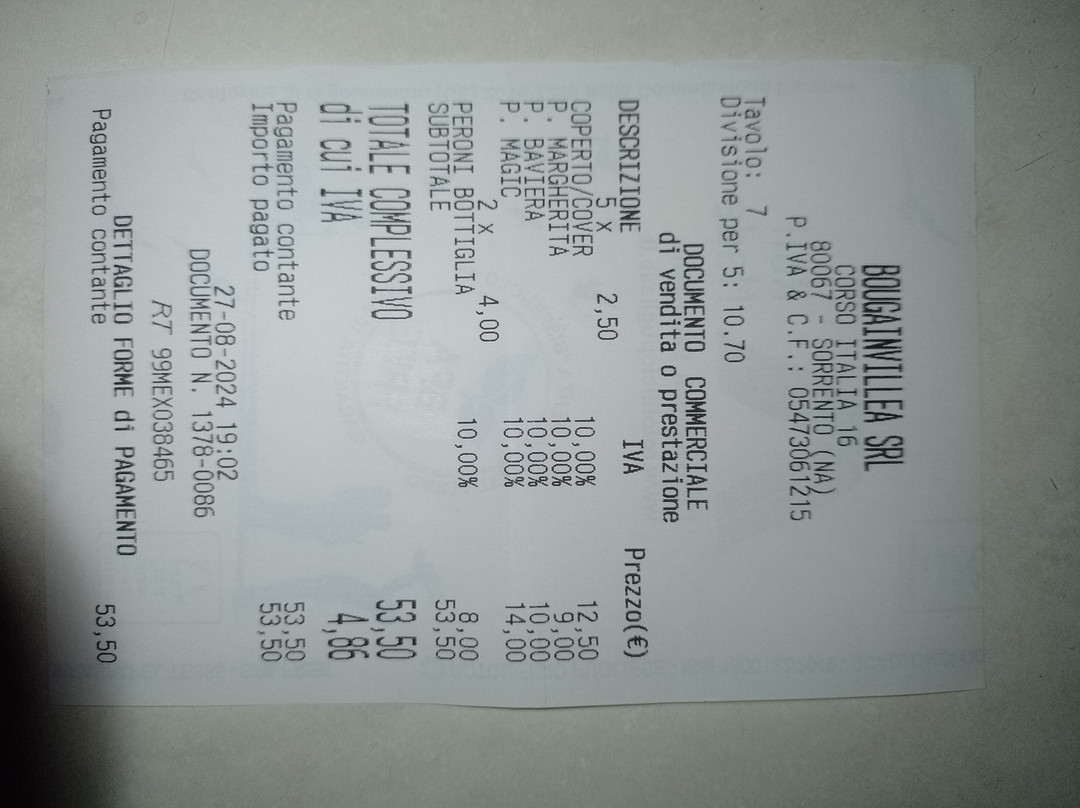 BOUGAINVILLEA SRL
CORSO ITALIA 16
80067 - SORRENTO (NA)
P.IVA & C.F.: 05473061215
Tavolo: 7
Divisione per 5: 10.70
DOCUMENTO COMMERCIALE
di vendita o prestazione
DESCRIZIONE IVA Prezzo(€)
5 X 2,50
COPERTO/COVER 10,00% 12,50
P. MARGHERITA 10,00% 9,00
P. BAVIERA 10,00% 10,00
P. MAGIC 10,00% 14,00
2 X 4,00
PERONI BOTTIGLIA 10,00% 8,00
SUBTOTALE 53,50
TOTALE COMPLESSIVO 53,50
di cui IVA 4,86
Pagamento contante 53,50
Importo pagato 53,50
27-08-2024 19:02
DOCUMENTO N. 1378-0086
RT 99MEX038465
DETTAGLIO FORME di PAGAMENTO
Pagamento contante 53,50